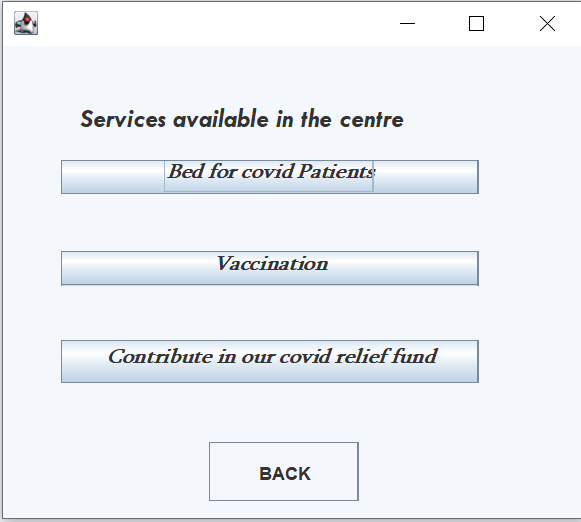 Services available in the centre
Bed for covid Patients
Vaccination
Contribute in our covid relief fund
BACK